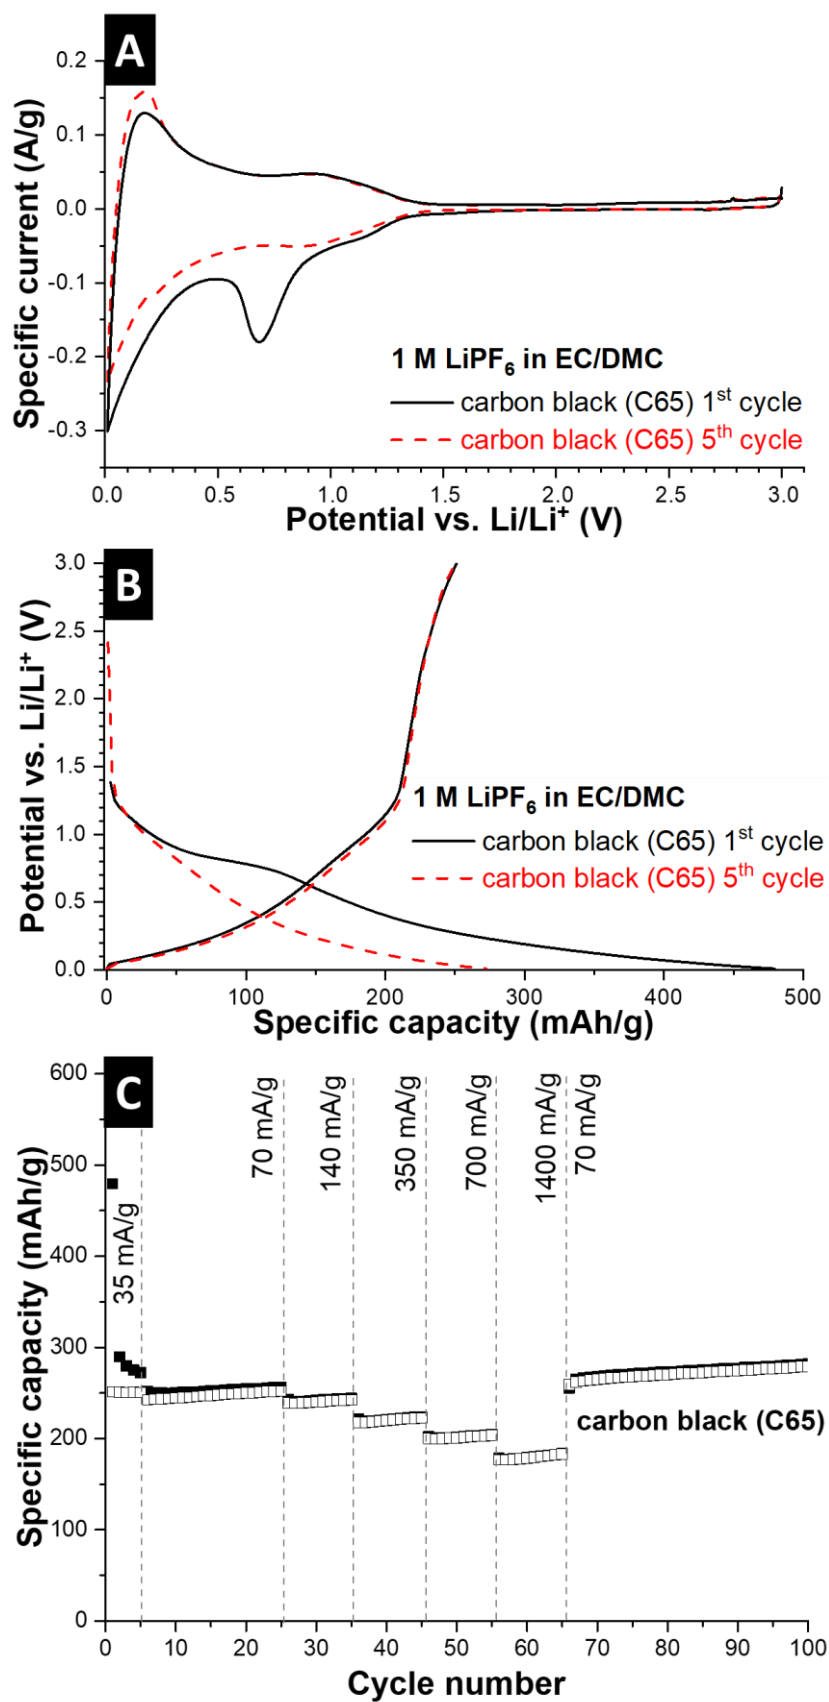 A
Specific current (A/g)
0.2
0.1
0.0
-0.1
-0.2
-0.3
1 M LiPF₆ in EC/DMC
carbon black (C65) 1ˢᵗ cycle
carbon black (C65) 5ᵗʰ cycle
0.0 0.5 1.0 1.5 2.0 2.5 3.0
Potential vs. Li/Li⁺ (V)
B
Potential vs. Li/Li⁺ (V)
3.0
2.5
2.0
1.5
1.0
0.5
0.0
1 M LiPF₆ in EC/DMC
carbon black (C65) 1ˢᵗ cycle
carbon black (C65) 5ᵗʰ cycle
0 100 200 300 400 500
Specific capacity (mAh/g)
C
Specific capacity (mAh/g)
600
500
400
300
200
100
0
35 mA/g
70 mA/g
140 mA/g
350 mA/g
700 mA/g
1400 mA/g
70 mA/g
carbon black (C65)
0 10 20 30 40 50 60 70 80 90 100
Cycle number